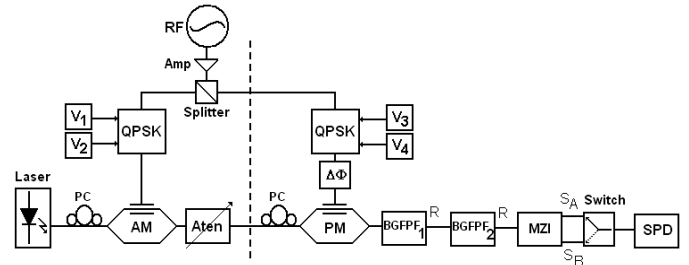 RF
Amp
Splitter
V1
V2
QPSK
QPSK
V3
V4
ΔΦ
Laser
PC
AM
Aten
PC
PM
BGFPF1
R
BGFPF2
R
MZI
SA
SB
Switch
SPD